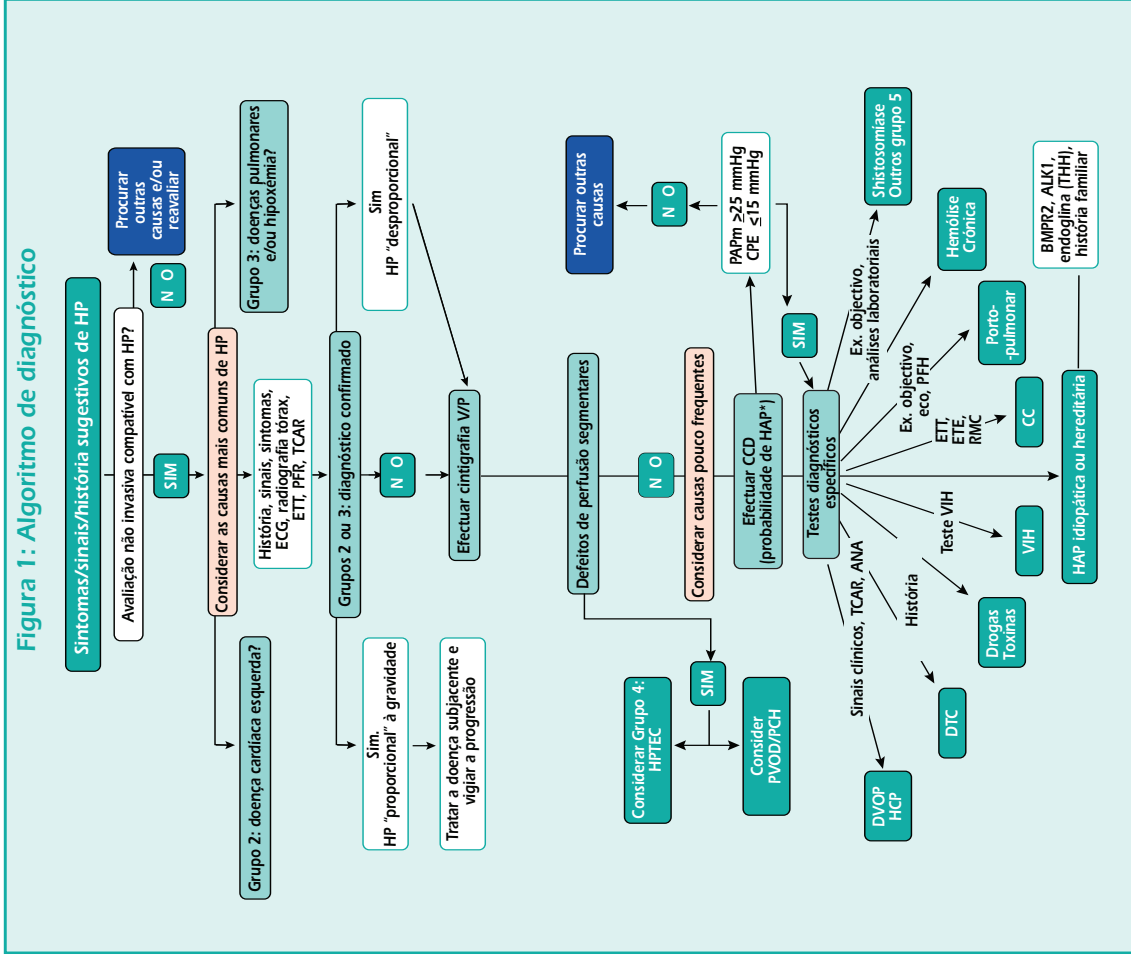 Figura 1: Algoritmo de diagnóstico
Sintomas/sinais/história sugestivos de HP
Avaliação não invasiva compatível com HP?
N O
Procurar
outras
causas e/ou
reavaliar
SIM
Considerar as causas mais comuns de HP
Grupo 2: doença cardíaca esquerda?
História, sinais, sintomas,
ECG, radiografia tórax,
ETT, PFR, TCAR
Grupo 3: doenças pulmonares
e/ou hipoxémia?
Grupos 2 ou 3: diagnóstico confirmado
Sim.
HP "proporcional" à gravidade
N O
Sim
HP "desproporcional"
Tratar a doença subjacente e
vigiar a progressão
Efectuar cintigrafia V/P
Defeitos de perfusão segmentares
Considerar Grupo 4:
HPTEC
SIM
Consider
PVOD/PCH
N O
Considerar causas pouco frequentes
Efectuar CCD
(probabilidade de HAP*)
PAPm ≥25 mmHg
CPE ≤15 mmHg
N O
Procurar outras
causas
SIM
Testes diagnósticos
específicos
Sinais clínicos, TCAR, ANA
História
Teste VIH
ETT,
ETE,
RMC
Ex. objectivo,
eco, PFH
Ex. objectivo,
análises laboratoriais
DVOP
HCP
DTC
Drogas
Toxinas
VIH
CC
Porto-
-pulmonar
Hemólise
Crónica
Shistosomíase
Outros grupo 5
HAP idiopática ou hereditária
BMPR2, ALK1,
endoglina (THH),
história familiar